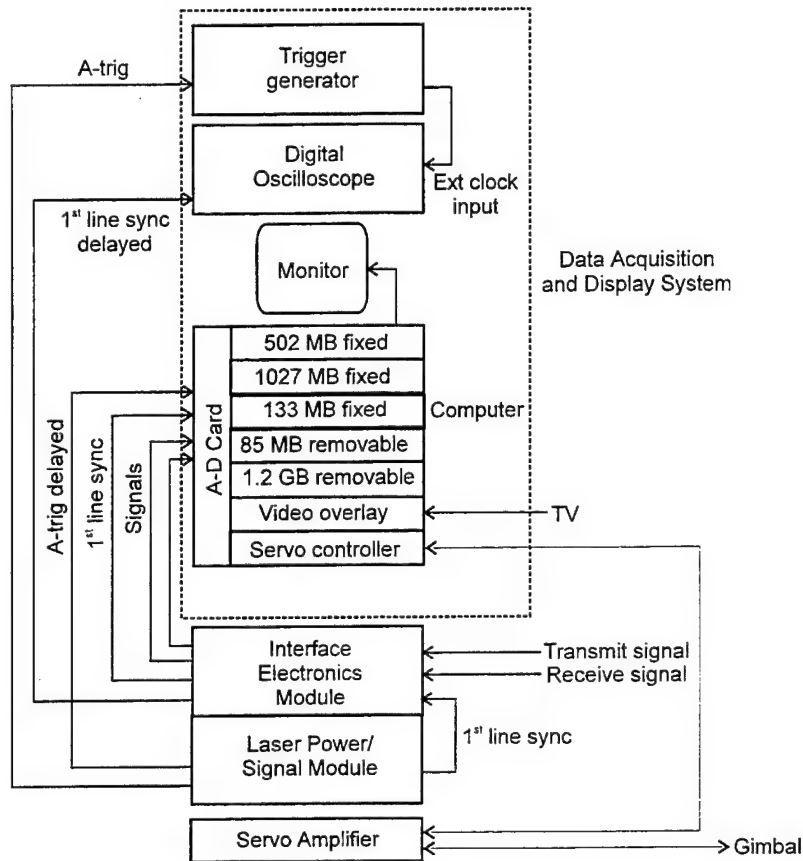 A-trig
Trigger
generator
Digital
Oscilloscope
Ext clock
input
1st line sync
delayed
Monitor
Data Acquisition
and Display System
A-D Card
502 MB fixed
1027 MB fixed
133 MB fixed
85 MB removable
1.2 GB removable
Video overlay
Servo controller
Computer
TV
A-trig delayed
1st line sync
Signals
Interface
Electronics
Module
Transmit signal
Receive signal
Laser Power/
Signal Module
1st line sync
Servo Amplifier
Gimbal